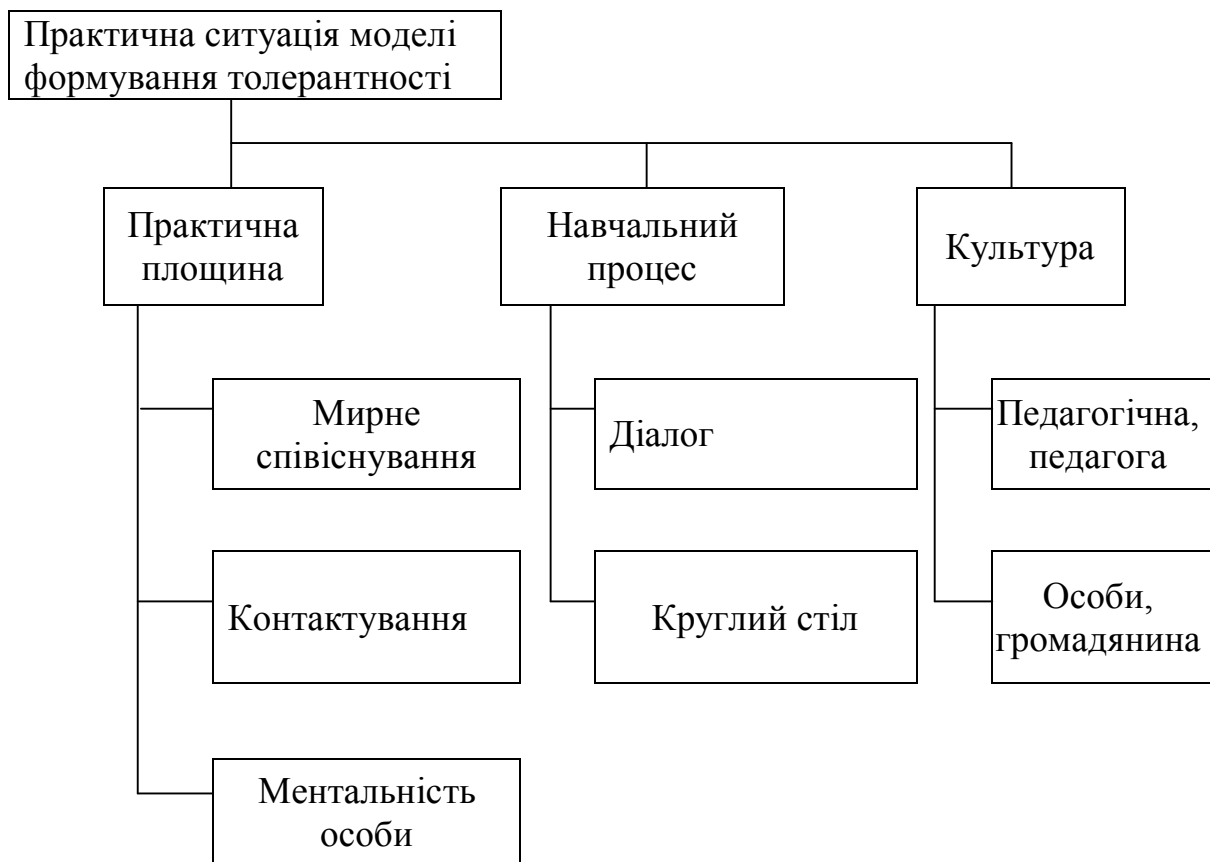 Практична ситуація моделі
формування толерантності
Практична
площина
Навчальний
процес
Культура
Мирне
співіснування
Діалог
Педагогічна,
педагога
Контактування
Круглий стіл
Особи,
громадянина
Ментальність
особи